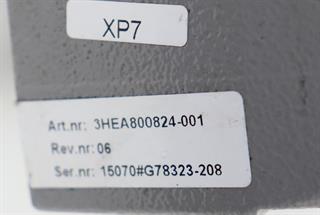 XP7
Art.nr: 3HEA800824-001
Rev.nr: 06
Ser.nr: 15070#G78323-208